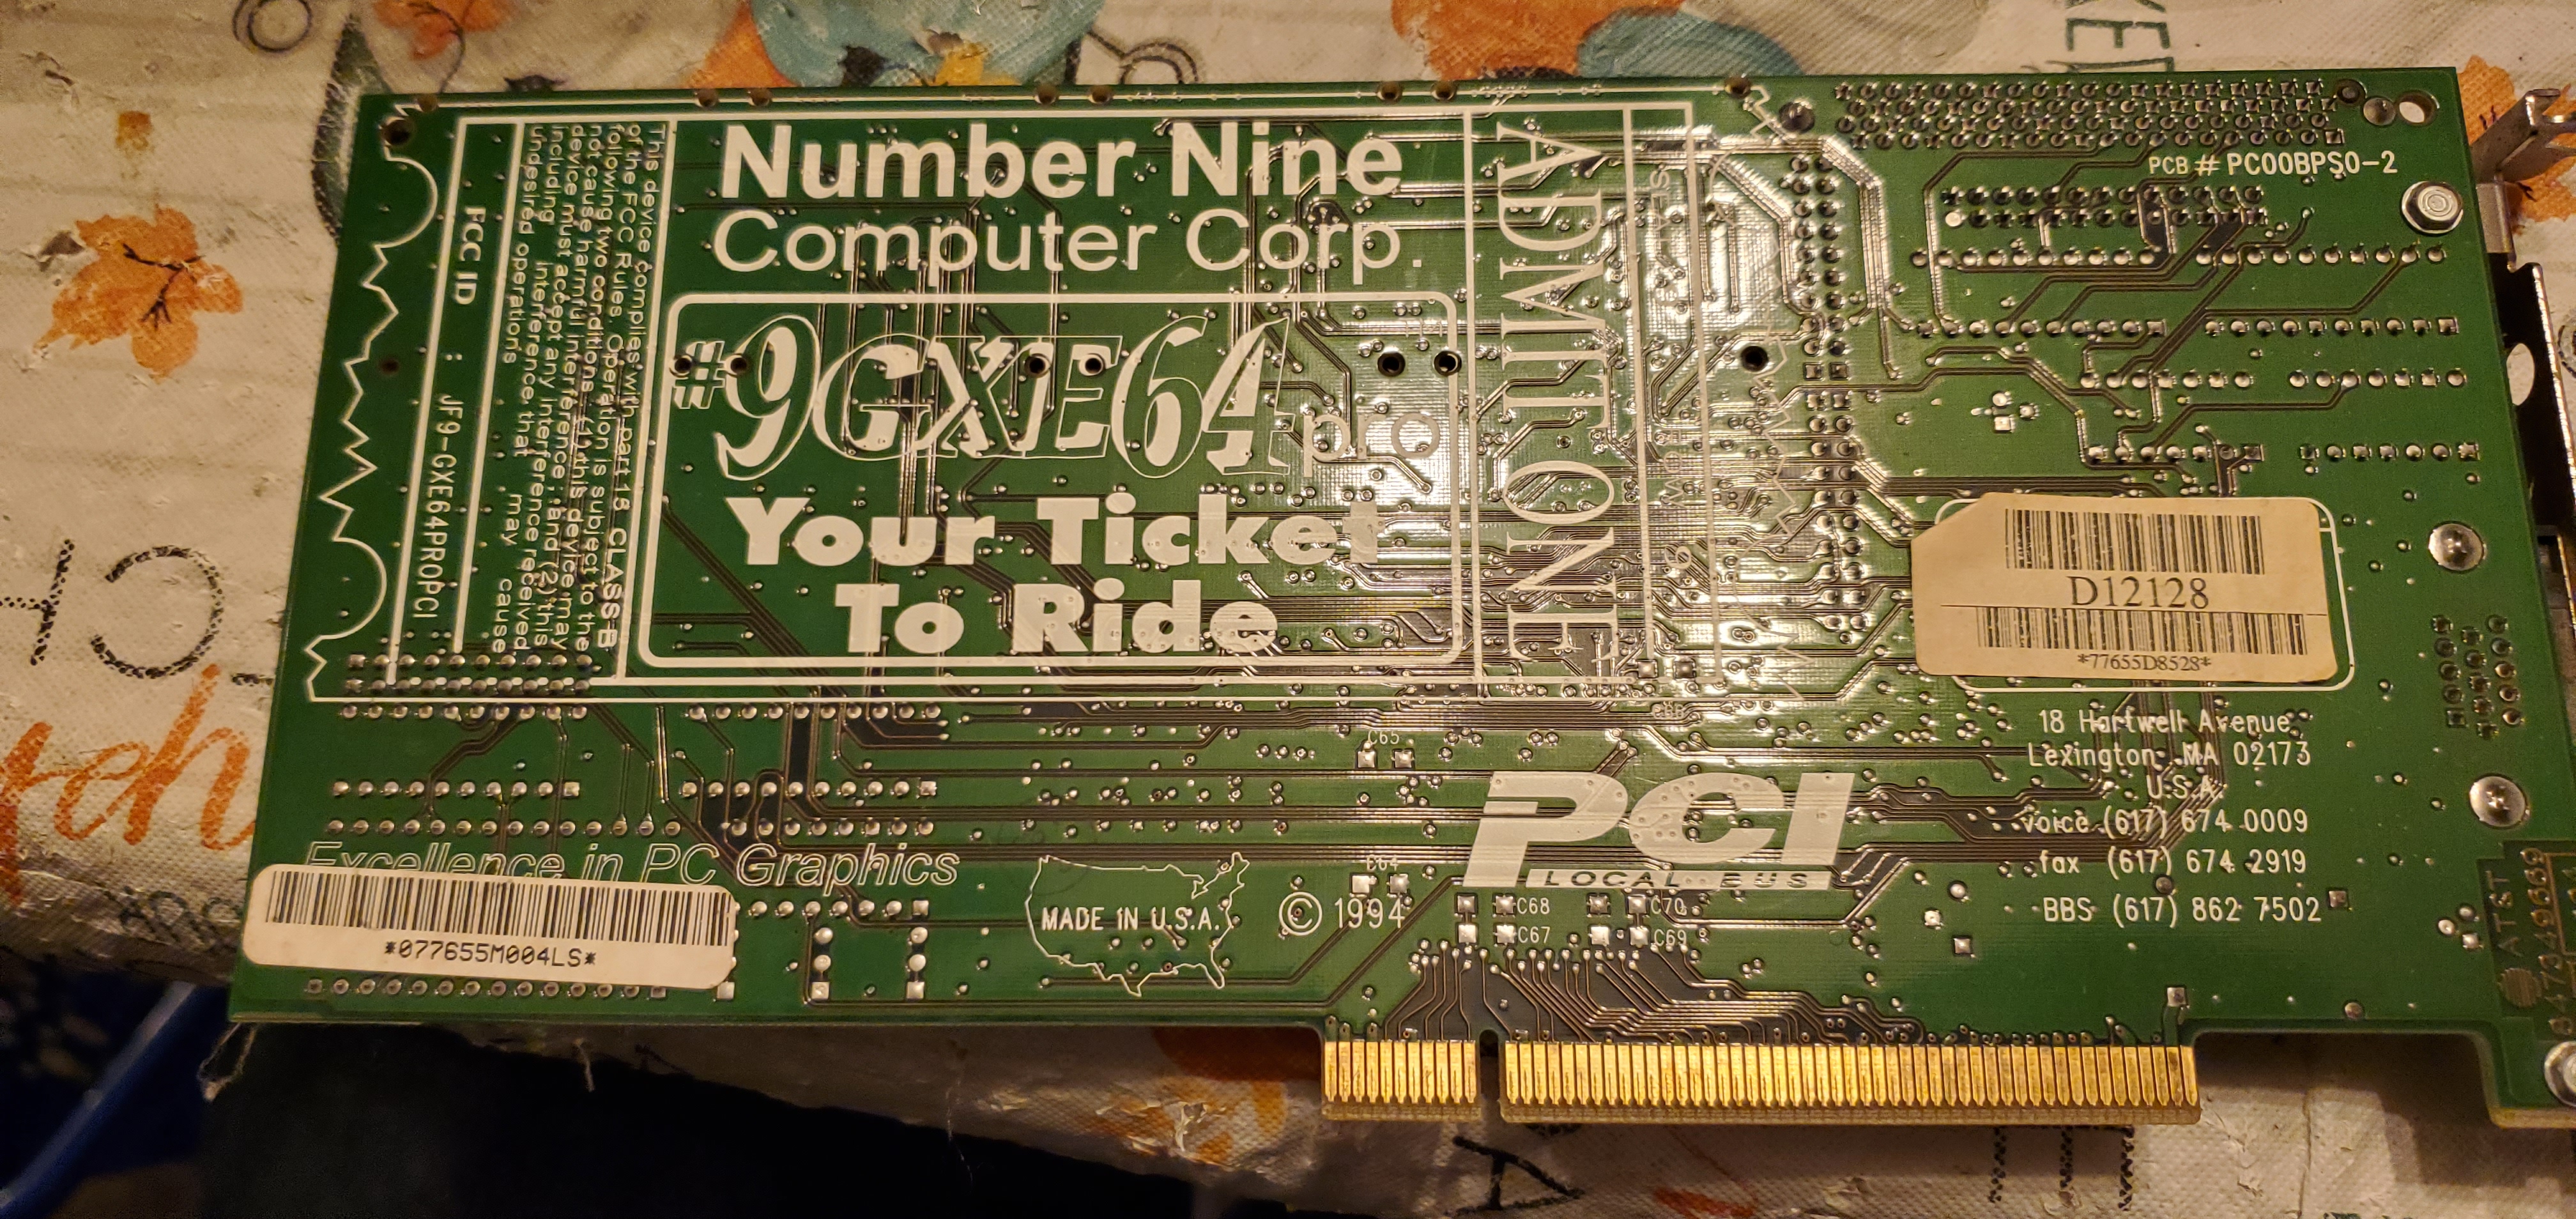 Number Nine
Computer Corp.
#9GXE64 pro
Your Ticket
To Ride
ADMIT ONE
FCC ID : JF9-GXE64PROPCI
This device complies with part 18 CLASS B
of the FCC Rules. Operation is subject to the
following two conditions: (1) this device may
not cause harmful interference, and (2) this
device must accept any interference received
including interference that may cause
undesired operations
PCB # PC00BPS0-2
D12128
*77655D8528*
18 Hartwell Avenue
Lexington MA 02173
U.S.A
voice (617) 674 0009
fax (617) 674 2919
BBS (617) 862 7502
C65
PCI
LOCAL BUS
C64
Excellence in PC Graphics
*077655M004LS*
MADE IN U.S.A.
© 1994
C68
C70
C67
C69
AT&T
847349669